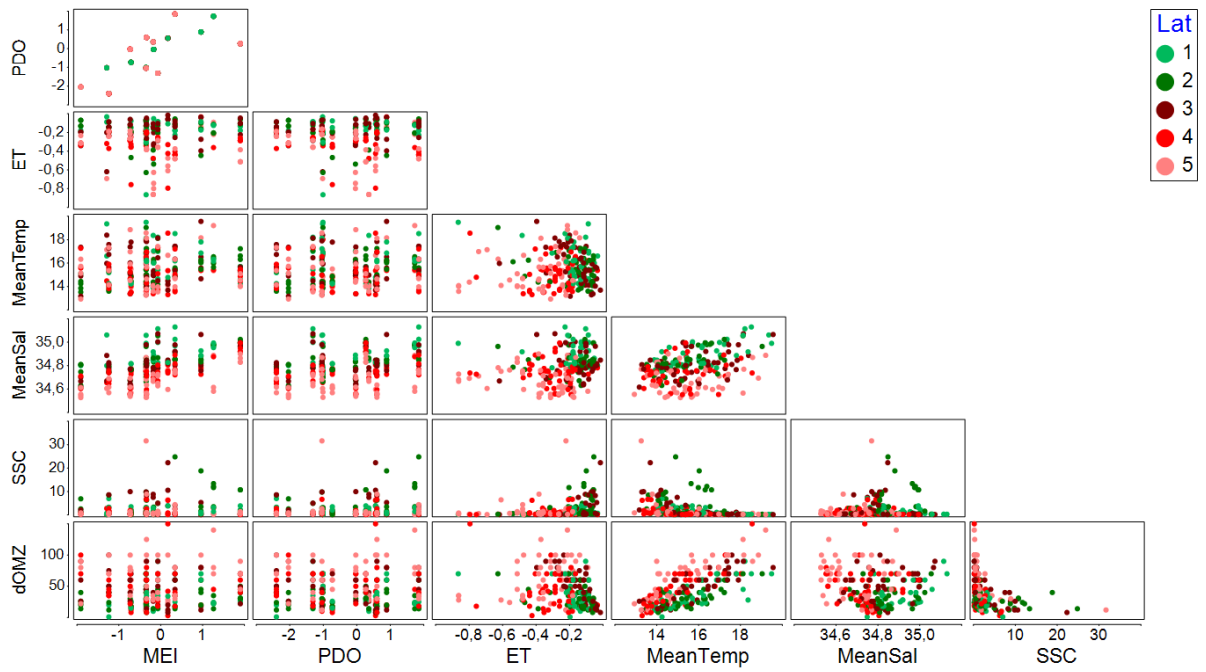 Lat
1
2
3
4
5
PDO
1
0
-1
-2
ET
-0,2
-0,4
-0,6
-0,8
MeanTemp
18
16
14
MeanSal
35,0
34,8
34,6
SSC
30
20
10
dOMZ
100
50
-1 0 1
-2 -1 0 1
-0,8 -0,6 -0,4 -0,2
14 16 18
34,6 34,8 35,0
10 20 30
MEI PDO ET MeanTemp MeanSal SSC